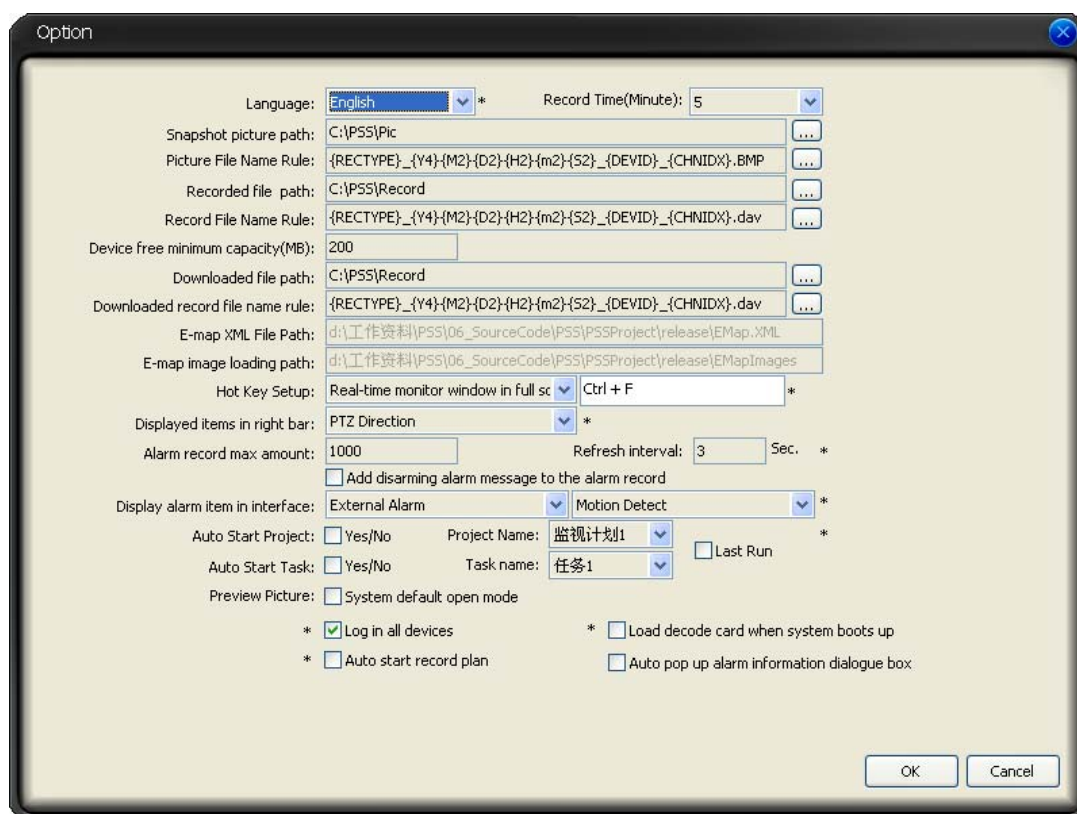 Option
Language: English * Record Time(Minute): 5
Snapshot picture path: C:\PSS\Pic ...
Picture File Name Rule: {RECTYPE}_{Y4}{M2}{D2}{H2}{m2}{S2}_{DEVID}_{CHNIDX}.BMP ...
Recorded file path: C:\PSS\Record ...
Record File Name Rule: {RECTYPE}_{Y4}{M2}{D2}{H2}{m2}{S2}_{DEVID}_{CHNIDX}.dav ...
Device free minimum capacity(MB): 200
Downloaded file path: C:\PSS\Record ...
Downloaded record file name rule: {RECTYPE}_{Y4}{M2}{D2}{H2}{m2}{S2}_{DEVID}_{CHNIDX}.dav ...
E-map XML File Path: d:\工作资料\PSS\06_SourceCode\PSS\PSSProject\release\EMap.XML
E-map image loading path: d:\工作资料\PSS\06_SourceCode\PSS\PSSProject\release\EMapImages
Hot Key Setup: Real-time monitor window in full sc Ctrl + F *
Displayed items in right bar: PTZ Direction *
Alarm record max amount: 1000 Refresh interval: 3 Sec. *
Add disarming alarm message to the alarm record
Display alarm item in interface: External Alarm Motion Detect *
Auto Start Project: Yes/No Project Name: 监视计划1 *
Last Run
Auto Start Task: Yes/No Task name: 任务1
Preview Picture: System default open mode
* Log in all devices * Load decode card when system boots up
* Auto start record plan Auto pop up alarm information dialogue box
OK Cancel